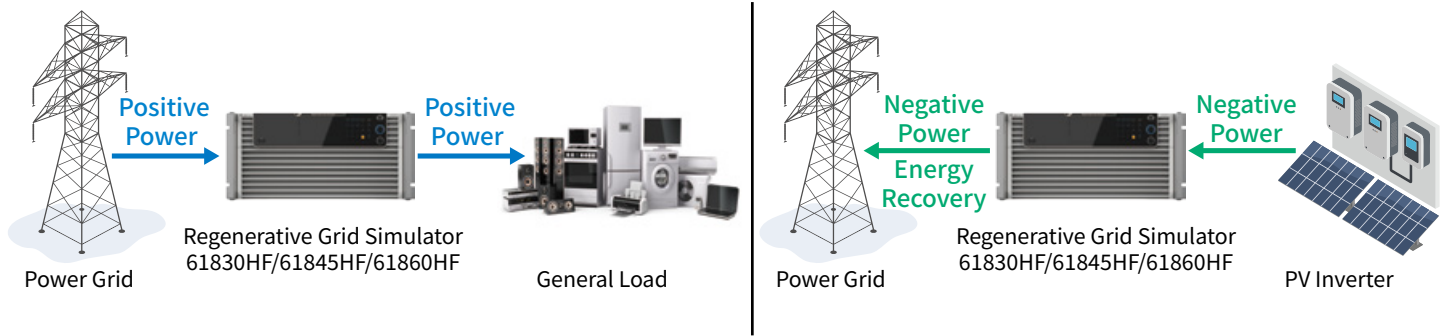 Positive
Power
Positive
Power
Regenerative Grid Simulator
61830HF/61845HF/61860HF
Power Grid
General Load
Negative
Power
Energy
Recovery
Negative
Power
Regenerative Grid Simulator
61830HF/61845HF/61860HF
Power Grid
PV Inverter